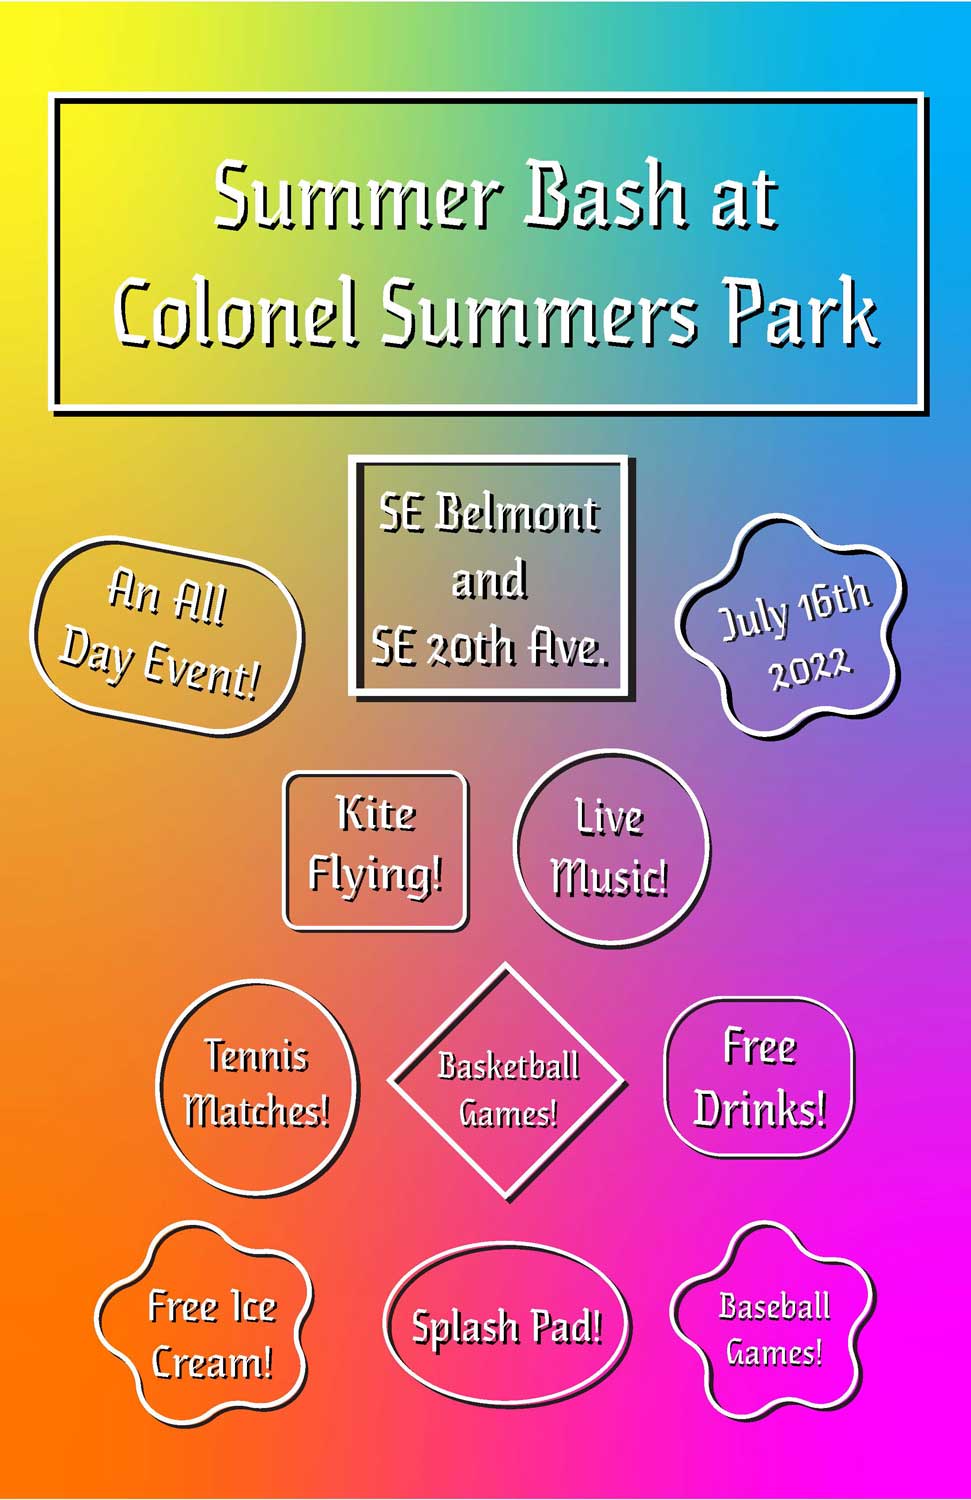 Summer Bash at
Colonel Summers Park
An All
Day Event!
SE Belmont
and
SE 20th Ave.
July 16th
2022
Kite
Flying!
Live
Music!
Tennis
Matches!
Basketball
Games!
Free
Drinks!
Free Ice
Cream!
Splash Pad!
Baseball
Games!